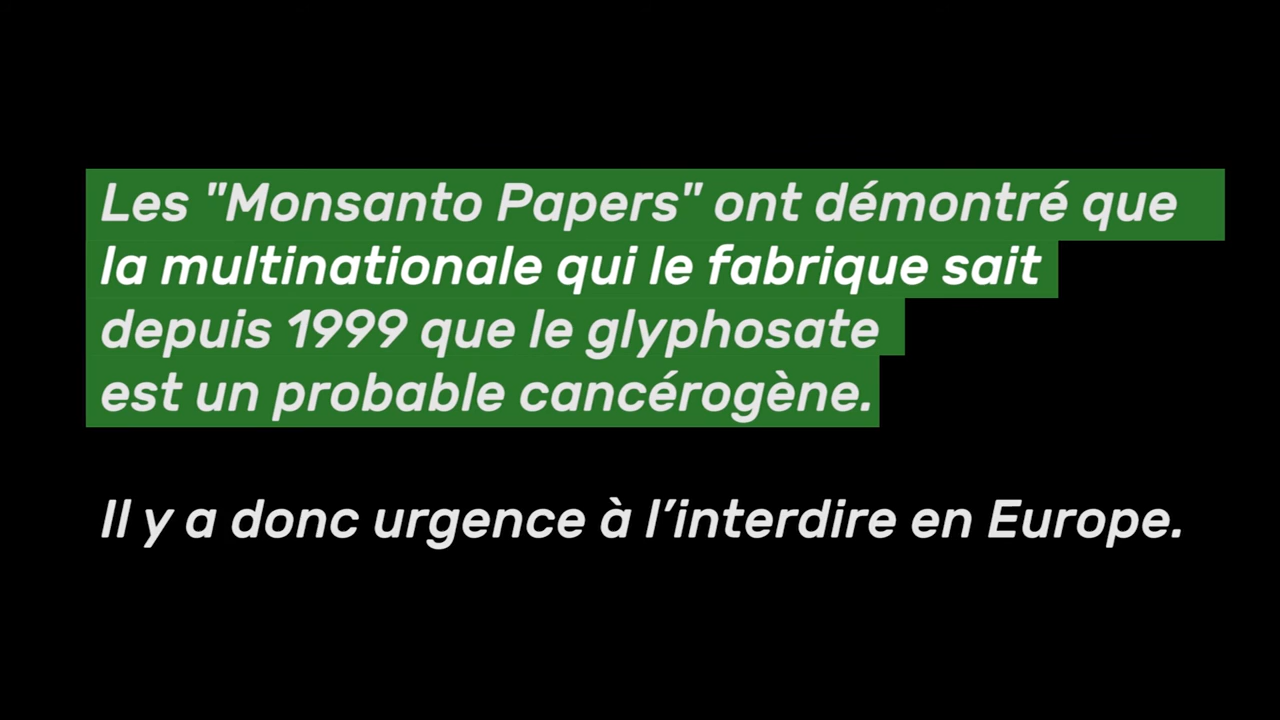 Les "Monsanto Papers" ont démontré que
la multinationale qui le fabrique sait
depuis 1999 que le glyphosate
est un probable cancérogène.
Il y a donc urgence à l’interdire en Europe.